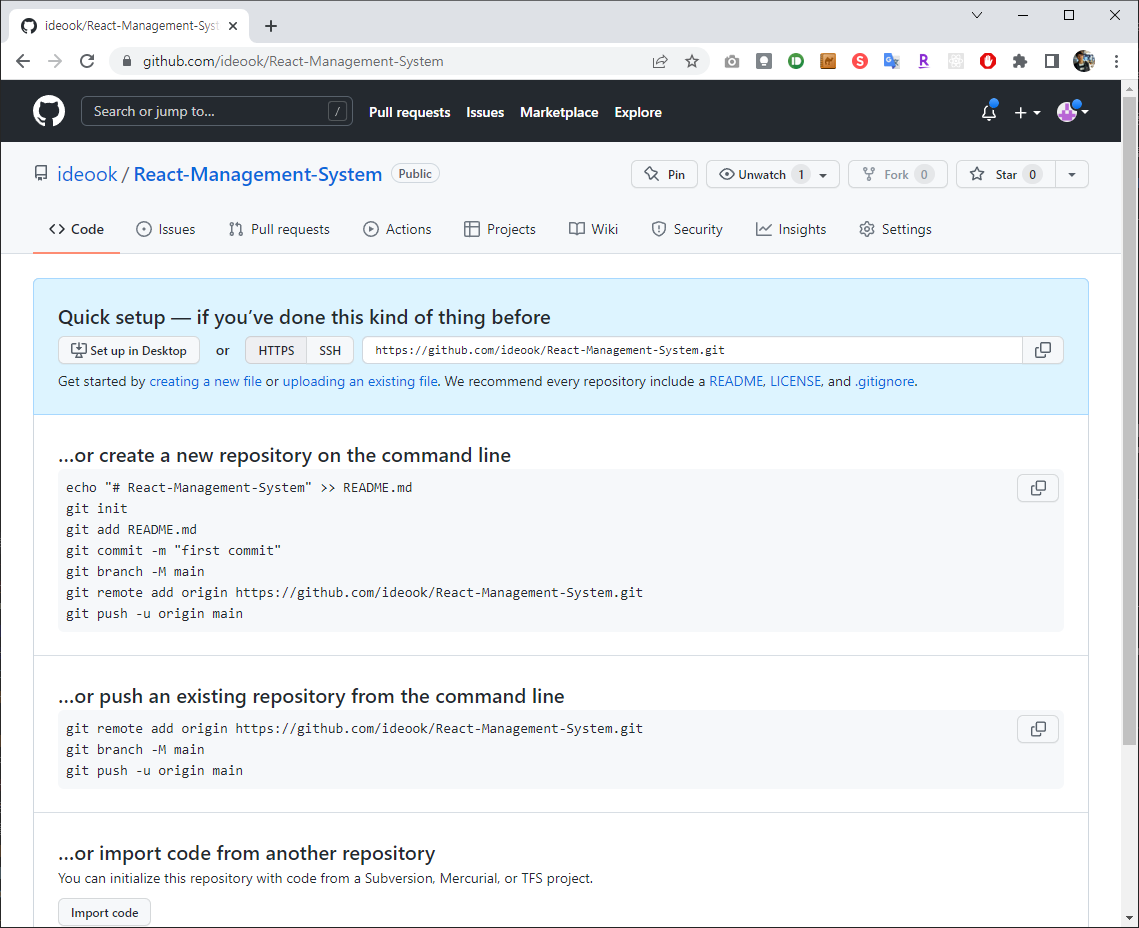 ideook/React-Management-Syst
github.com/ideook/React-Management-System
Search or jump to... /
Pull requests Issues Marketplace Explore
ideook / React-Management-System Public
Pin Unwatch 1 Fork 0 Star 0
Code Issues Pull requests Actions Projects Wiki Security Insights Settings
Quick setup — if you’ve done this kind of thing before
Set up in Desktop or HTTPS SSH https://github.com/ideook/React-Management-System.git
Get started by creating a new file or uploading an existing file. We recommend every repository include a README, LICENSE, and .gitignore.
…or create a new repository on the command line
echo "# React-Management-System" >> README.md
git init
git add README.md
git commit -m "first commit"
git branch -M main
git remote add origin https://github.com/ideook/React-Management-System.git
git push -u origin main
…or push an existing repository from the command line
git remote add origin https://github.com/ideook/React-Management-System.git
git branch -M main
git push -u origin main
…or import code from another repository
You can initialize this repository with code from a Subversion, Mercurial, or TFS project.
Import code